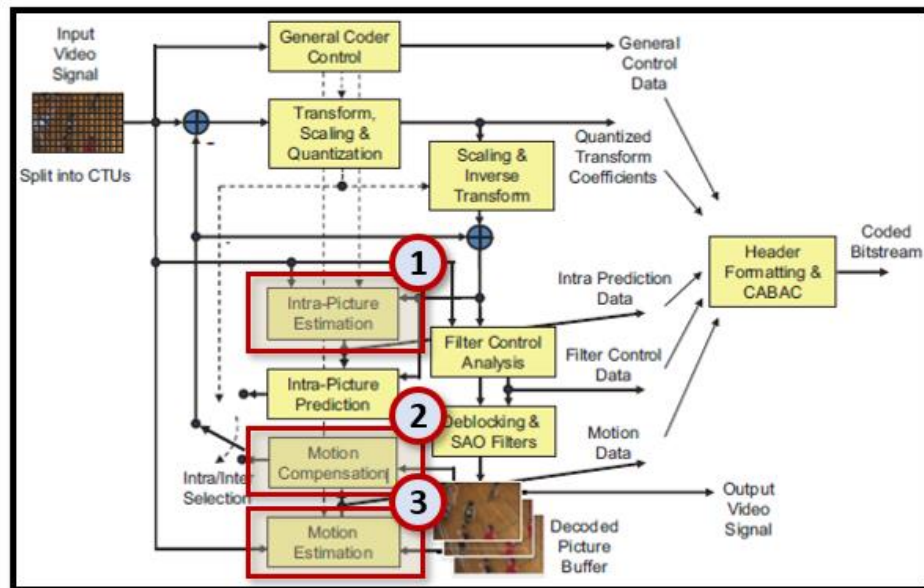 Input
Video
Signal
Split into CTUs
General Coder
Control
General
Control
Data
Transform,
Scaling &
Quantization
-
Quantized
Transform
Coefficients
Scaling &
Inverse
Transform
-
Coded
Bitstream
Header
Formatting &
CABAC
1
Intra-Picture
Estimation
Intra Prediction
Data
Filter Control
Analysis
Filter Control
Data
Intra-Picture
Prediction
2
Deblocking &
SAO Filters
Motion
Data
Motion
Compensation
Intra/Inter
Selection
3
Motion
Estimation
Output
Video
Signal
Decoded
Picture
Buffer